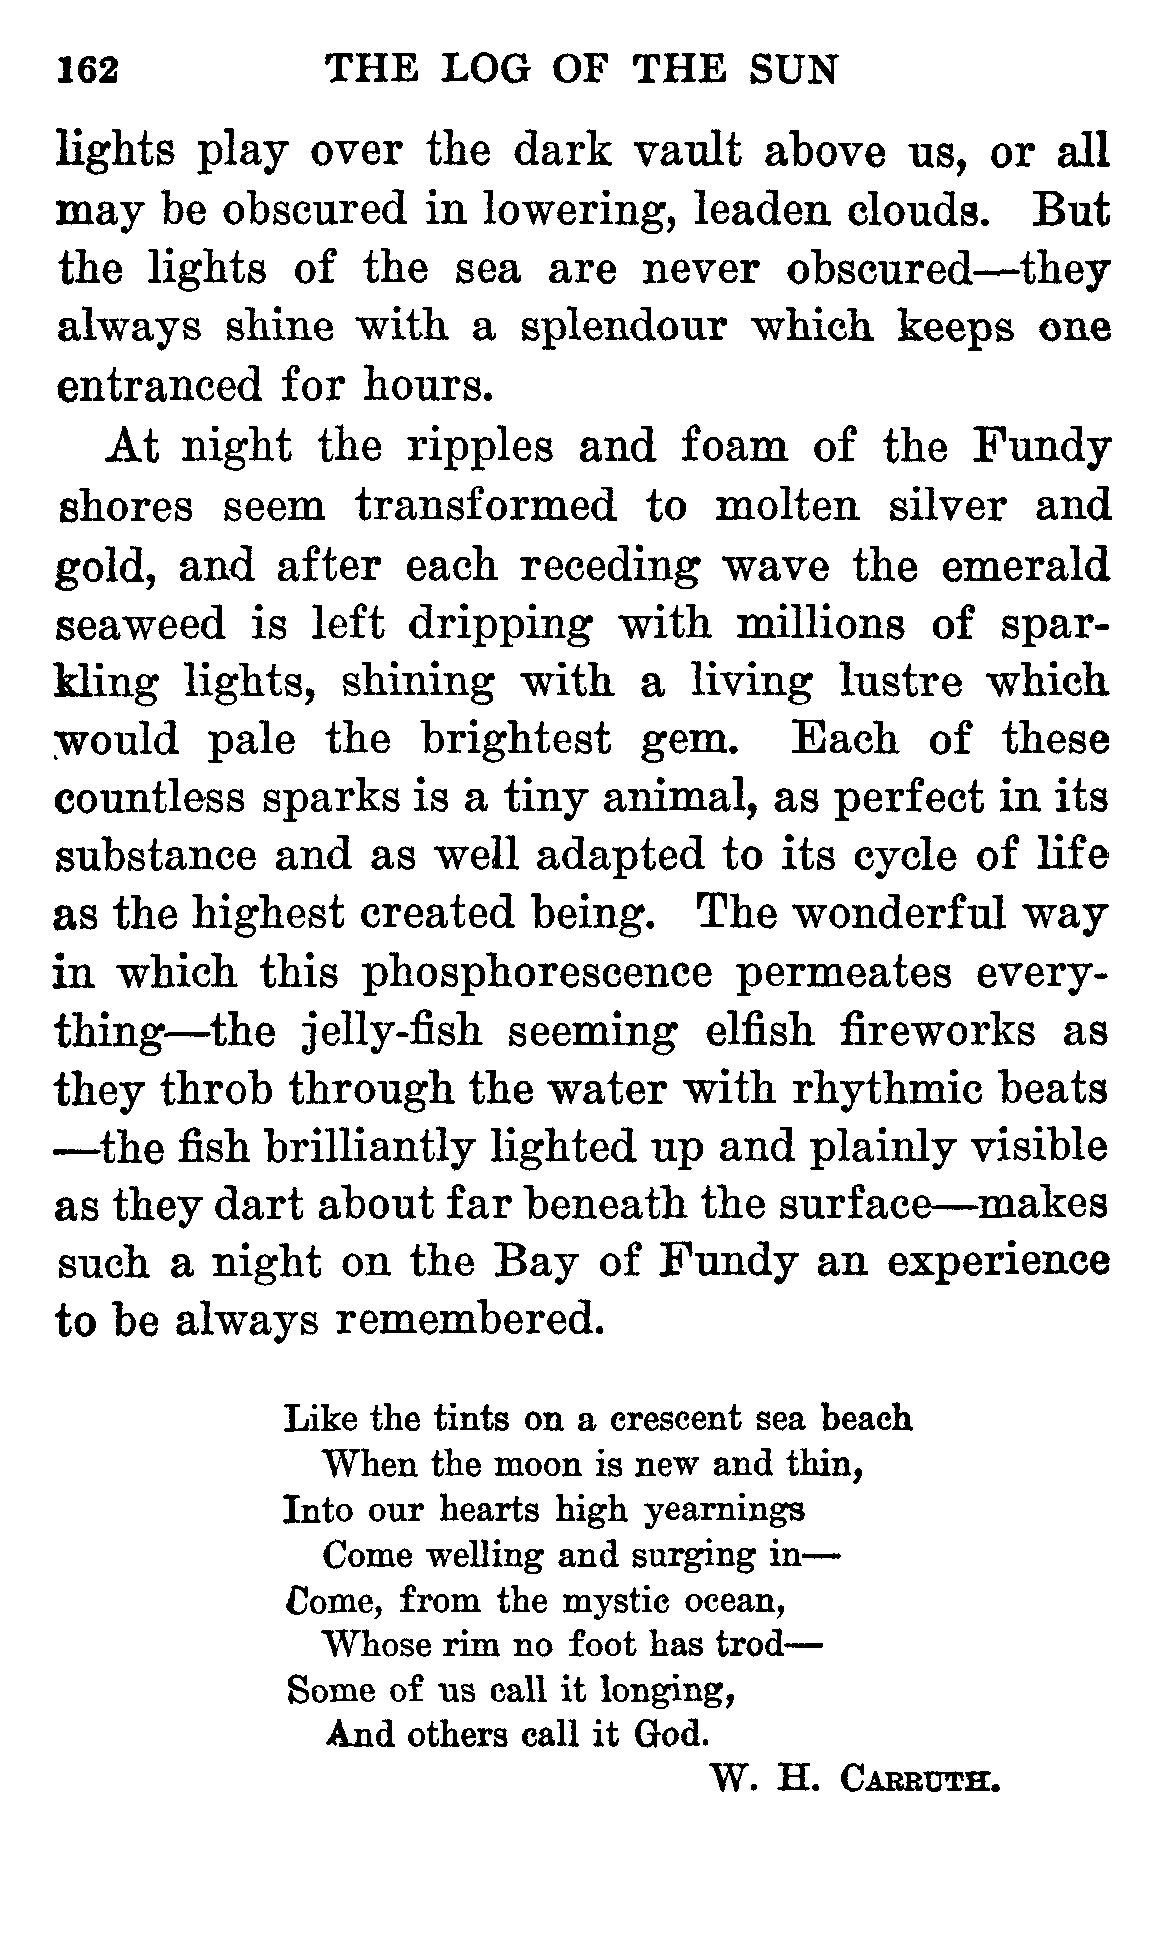 162 THE LOG OF THE SUN
lights play over the dark vault above us, or all
may be obscured in lowering, leaden clouds. But
the lights of the sea are never obscured—they
always shine with a splendour which keeps one
entranced for hours.
At night the ripples and foam of the Fundy
shores seem transformed to molten silver and
gold, and after each receding wave the emerald
seaweed is left dripping with millions of spar-
kling lights, shining with a living lustre which
would pale the brightest gem. Each of these
countless sparks is a tiny animal, as perfect in its
substance and as well adapted to its cycle of life
as the highest created being. The wonderful way
in which this phosphorescence permeates every-
thing—the jelly-fish seeming elfish fireworks as
they throb through the water with rhythmic beats
—the fish brilliantly lighted up and plainly visible
as they dart about far beneath the surface—makes
such a night on the Bay of Fundy an experience
to be always remembered.
Like the tints on a crescent sea beach
When the moon is new and thin,
Into our hearts high yearnings
Come welling and surging in—
Come, from the mystic ocean,
Whose rim no foot has trod—
Some of us call it longing,
And others call it God.
W. H. CARRUTH.